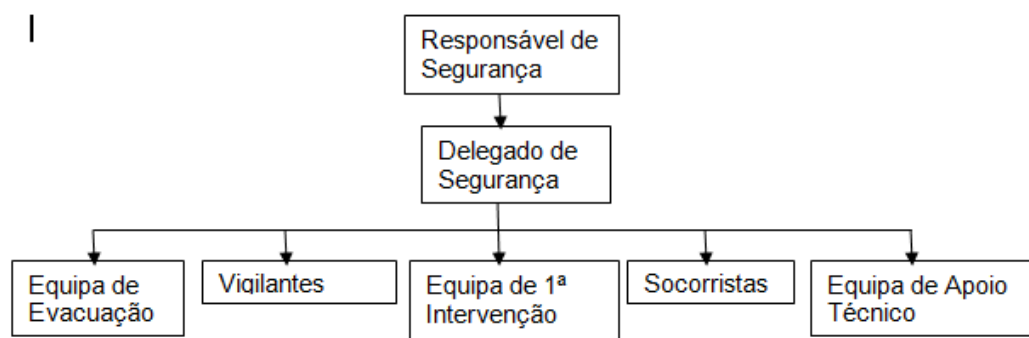 Responsável de
Segurança
Delegado de
Segurança
Equipa de
Evacuação
Vigilantes
Equipa de 1ª
Intervenção
Socorristas
Equipa de Apoio
Técnico